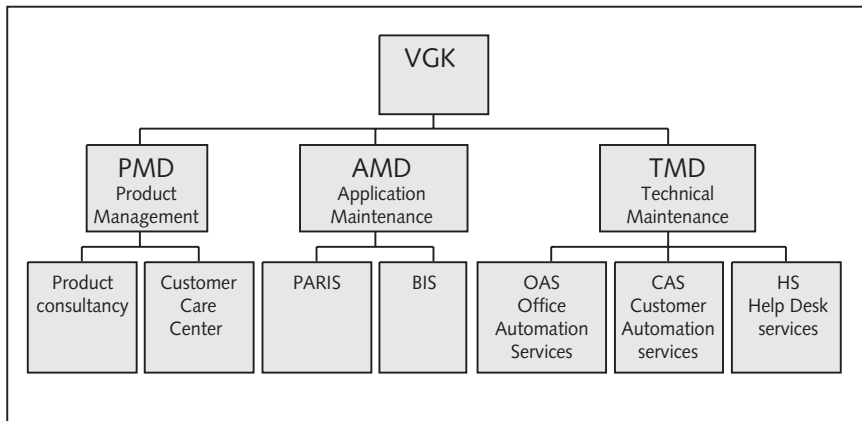 VGK
PMD
Product
Management
AMD
Application
Maintenance
TMD
Technical
Maintenance
Product
consultancy
Customer
Care
Center
PARIS
BIS
OAS
Office
Automation
Services
CAS
Customer
Automation
services
HS
Help Desk
services